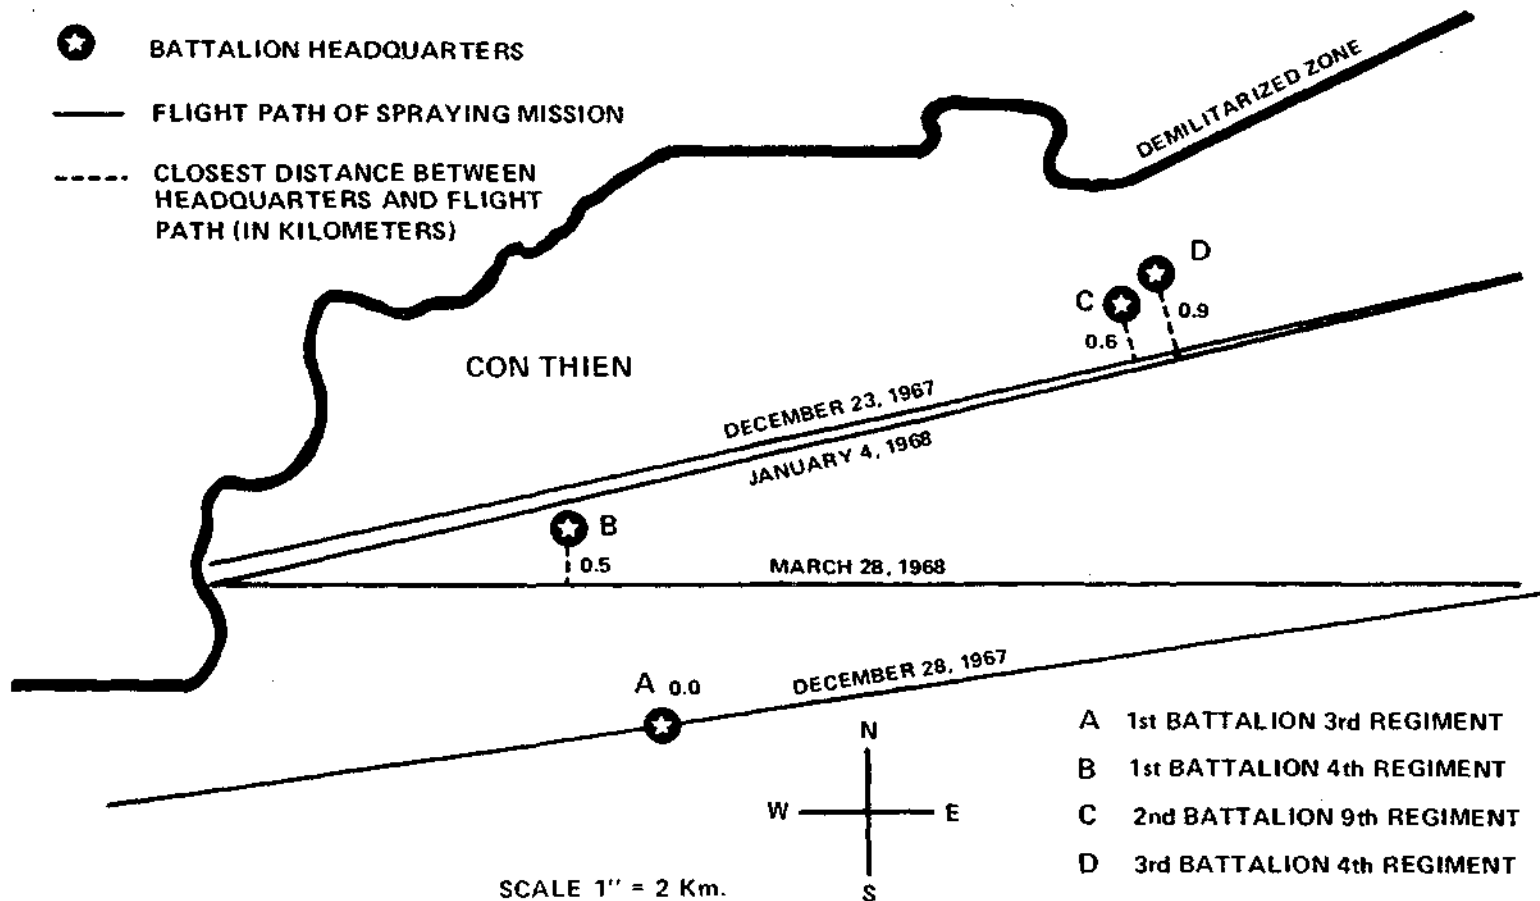 BATTALION HEADQUARTERS
FLIGHT PATH OF SPRAYING MISSION
CLOSEST DISTANCE BETWEEN
HEADQUARTERS AND FLIGHT
PATH (IN KILOMETERS)
DEMILITARIZED ZONE
D
C
0.9
0.6
CON THIEN
DECEMBER 23, 1967
JANUARY 4, 1968
B
0.5
MARCH 28, 1968
DECEMBER 28, 1967
A 0.0
N
W E
S
A 1st BATTALION 3rd REGIMENT
B 1st BATTALION 4th REGIMENT
C 2nd BATTALION 9th REGIMENT
D 3rd BATTALION 4th REGIMENT
SCALE 1" = 2 Km.